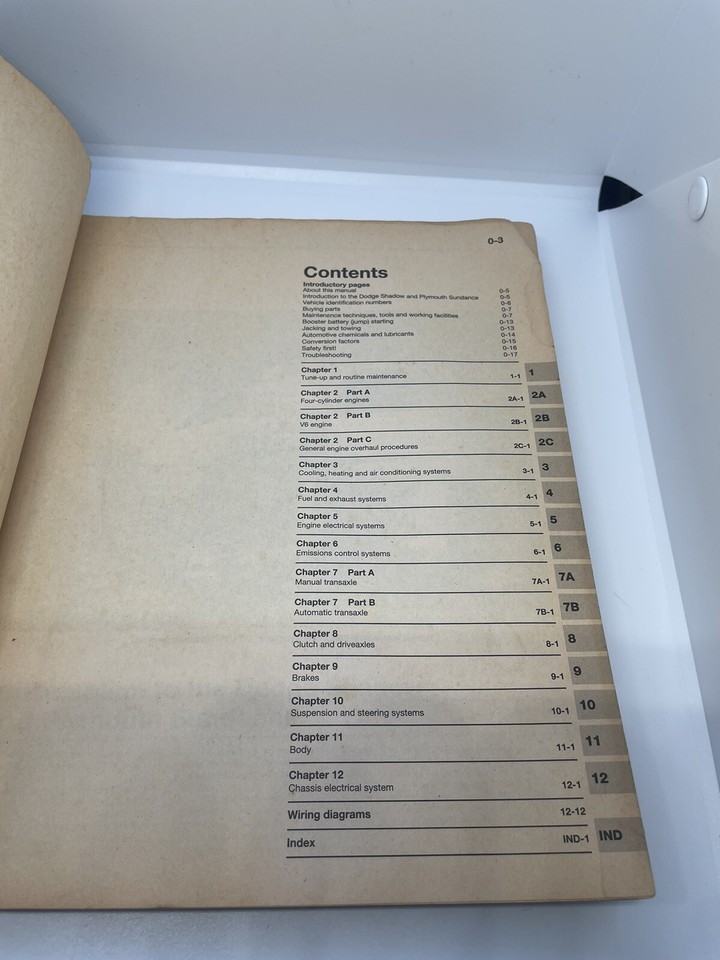 0-3
Contents
Introductory pages
About this manual 0-5
Introduction to the Dodge Shadow and Plymouth Sundance 0-5
Vehicle identification numbers 0-6
Buying parts 0-7
Maintenance techniques, tools and working facilities 0-7
Booster battery (jump) starting 0-13
Jacking and towing 0-13
Automotive chemicals and lubricants 0-14
Conversion factors 0-15
Safety first! 0-16
Troubleshooting 0-17
Chapter 1
Tune-up and routine maintenance 1-1 1
Chapter 2 Part A
Four-cylinder engines 2A-1 2A
Chapter 2 Part B
V6 engine 2B-1 2B
Chapter 2 Part C
General engine overhaul procedures 2C-1 2C
Chapter 3
Cooling, heating and air conditioning systems 3-1 3
Chapter 4
Fuel and exhaust systems 4-1 4
Chapter 5
Engine electrical systems 5-1 5
Chapter 6
Emissions control systems 6-1 6
Chapter 7 Part A
Manual transaxle 7A-1 7A
Chapter 7 Part B
Automatic transaxle 7B-1 7B
Chapter 8
Clutch and driveaxles 8-1 8
Chapter 9
Brakes 9-1 9
Chapter 10
Suspension and steering systems 10-1 10
Chapter 11
Body 11-1 11
Chapter 12
Chassis electrical system 12-1 12
Wiring diagrams 12-12
Index IND-1 IND